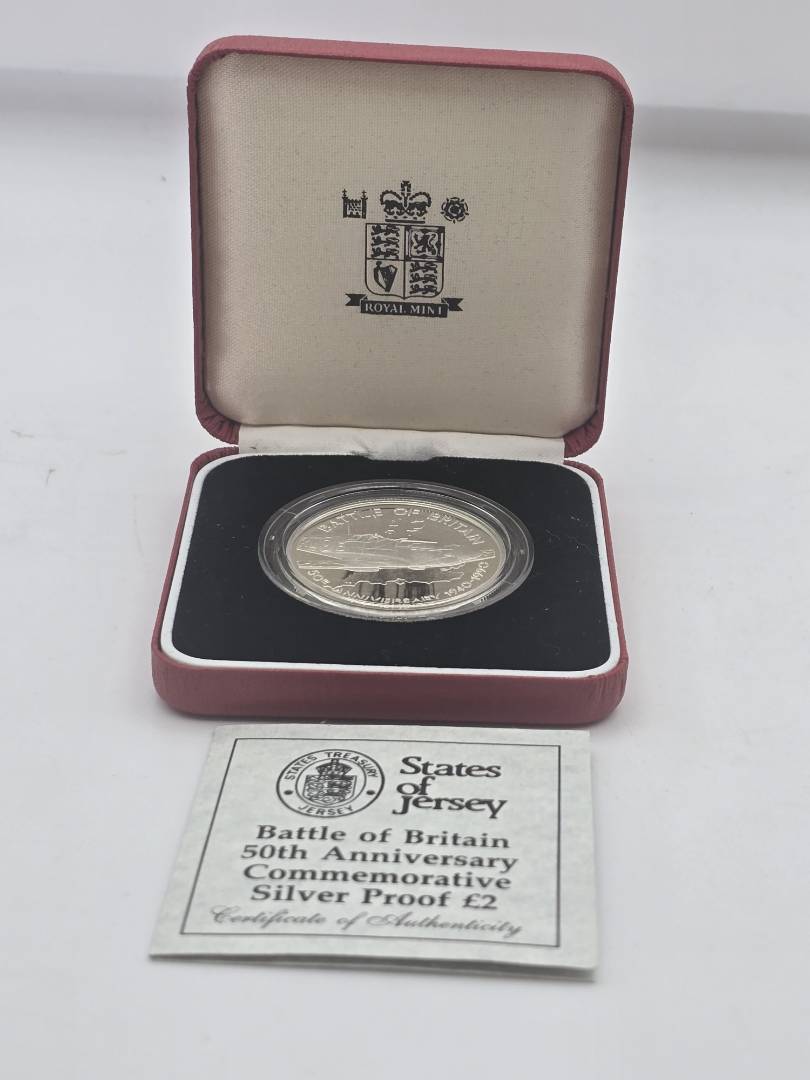 ROYAL MINT
BATTLE OF BRITAIN
50TH ANNIVERSARY 1940-1990
STATES TREASURY
JERSEY
States
of
Jersey
Battle of Britain
50th Anniversary
Commemorative
Silver Proof £2
Certificate of Authenticity